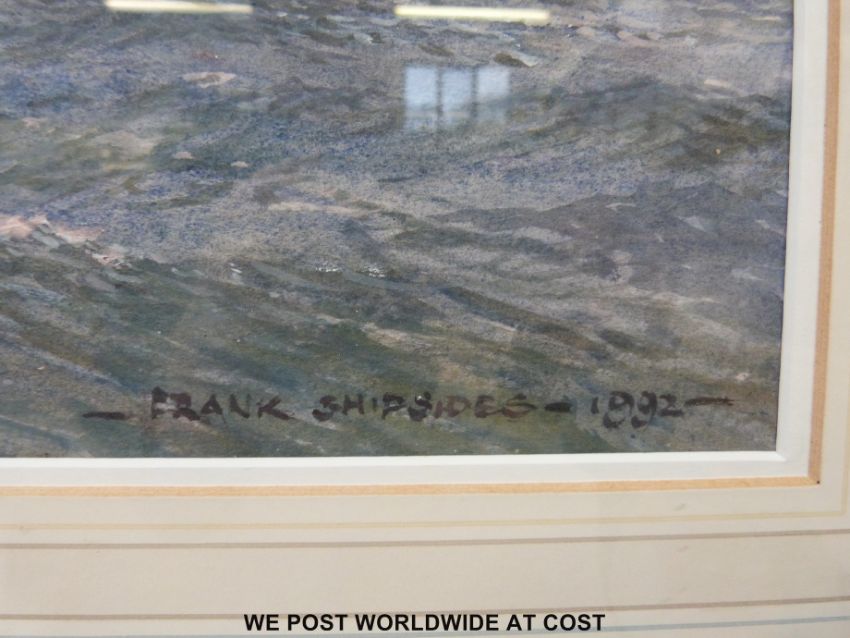 — FRANK SHIPSIDES — 1992 —
WE POST WORLDWIDE AT COST